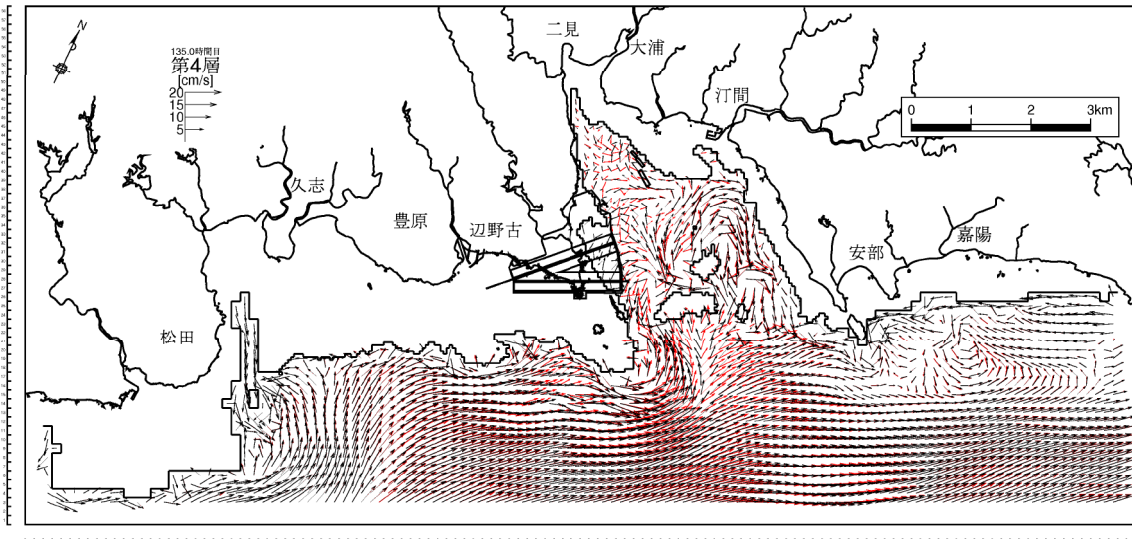 N
二見
大浦
135.0時間目
第4層
[cm/s]
20
15
10
5
汀間
0 1 2 3km
久志
豊原
辺野古
安部
嘉陽
松田